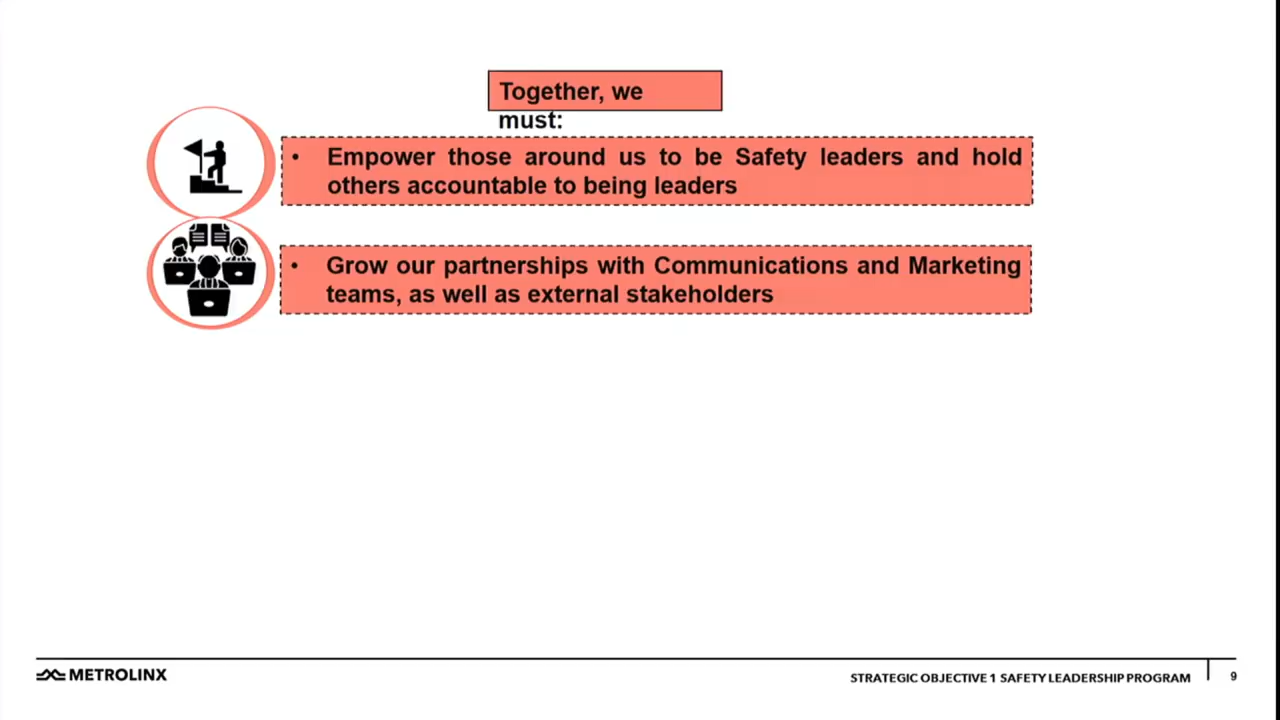 Together, we
must:
• Empower those around us to be Safety leaders and hold
others accountable to being leaders
• Grow our partnerships with Communications and Marketing
teams, as well as external stakeholders
METROLINX
STRATEGIC OBJECTIVE 1 SAFETY LEADERSHIP PROGRAM
9